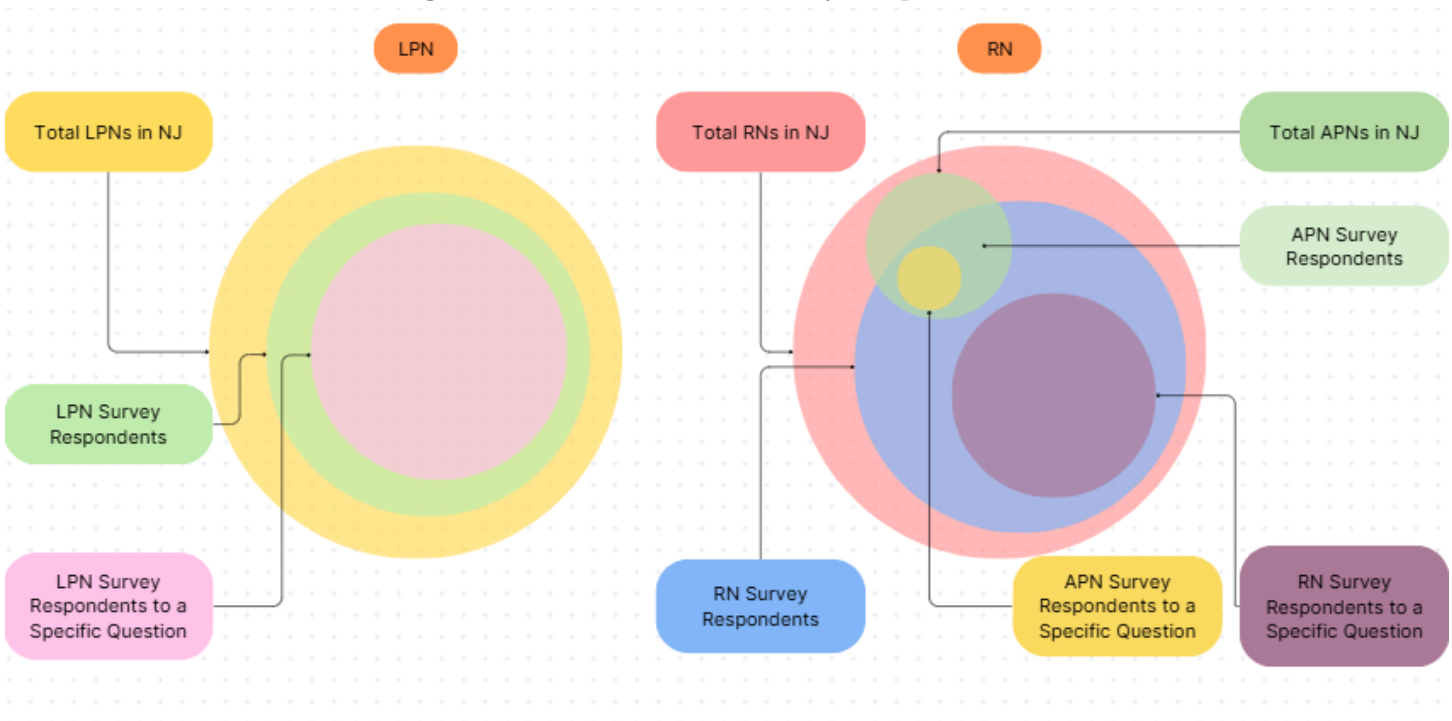 LPN
RN
Total LPNs in NJ
Total RNs in NJ
Total APNs in NJ
APN Survey
Respondents
LPN Survey
Respondents
LPN Survey
Respondents to a
Specific Question
RN Survey
Respondents
APN Survey
Respondents to a
Specific Question
RN Survey
Respondents to a
Specific Question